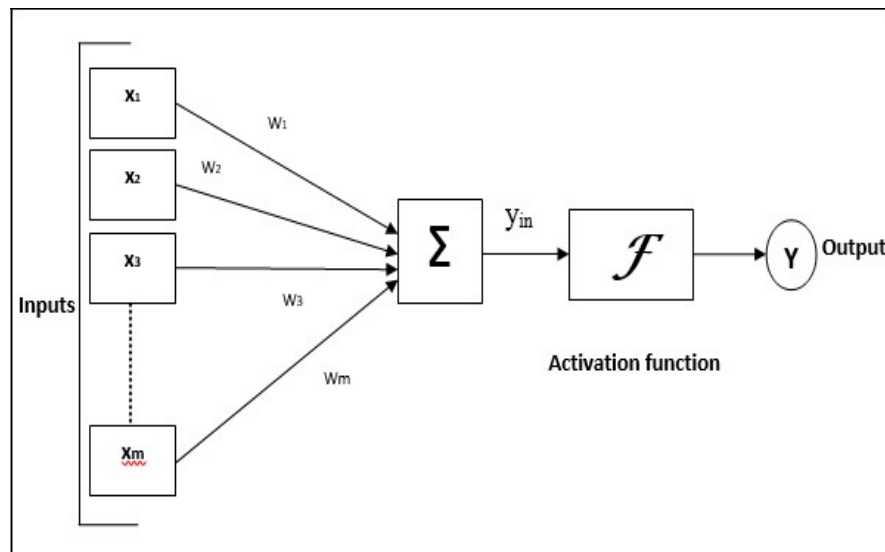 X1
W1
X2
W2
X3
W3
Inputs
Wm
Xm
Σ
yin
ℱ
Activation function
Y
Output